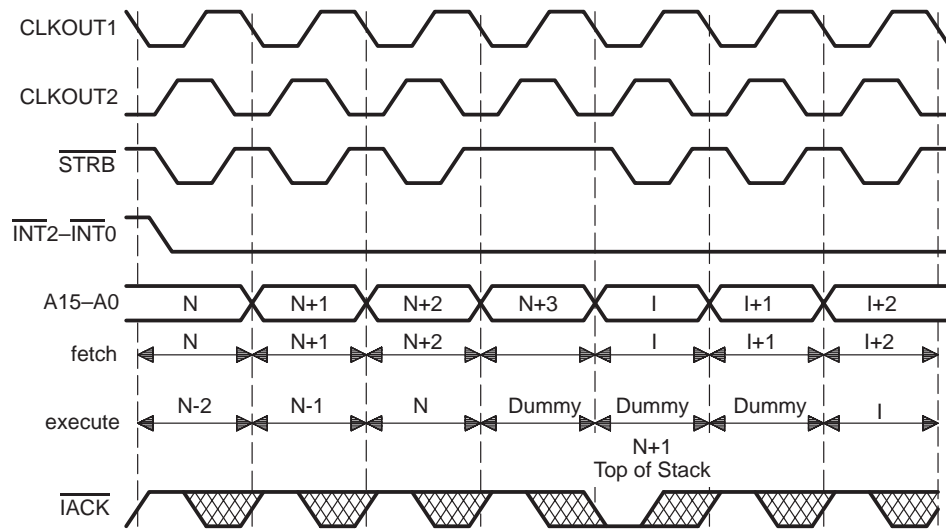 CLKOUT1
CLKOUT2
STRB
INT2–INT0
A15–A0 N N+1 N+2 N+3 I I+1 I+2
fetch N N+1 N+2 I I+1 I+2
execute N-2 N-1 N Dummy Dummy Dummy I
N+1
Top of Stack
IACK